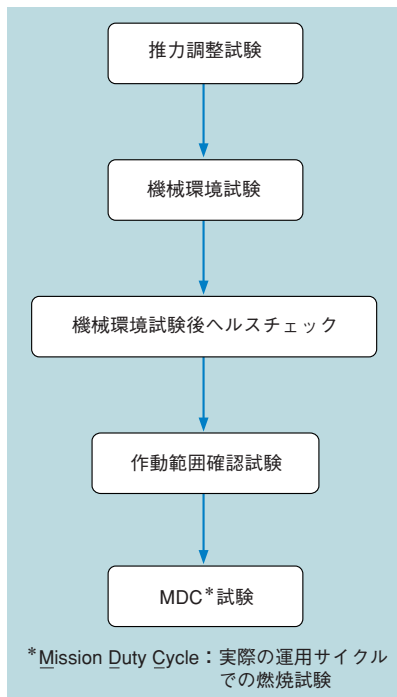 推力調整試験
機械環境試験
機械環境試験後ヘルスチェック
作動範囲確認試験
MDC*試験
*Mission Duty Cycle：実際の運用サイクル
での燃焼試験